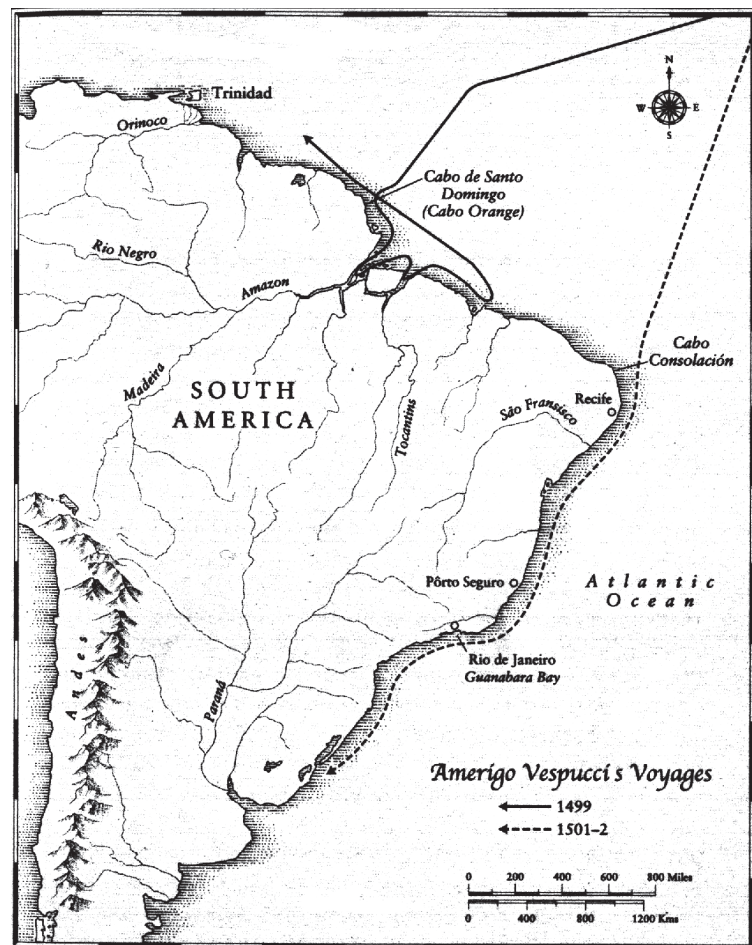 Trinidad
Orinoco
N
W
E
S
Cabo de Santo
Domingo
(Cabo Orange)
Rio Negro
Amazon
Cabo
Consolación
Madeira
SOUTH
AMERICA
Recife
São Fransisco
Tocantins
Pôrto Seguro
Atlantic
Ocean
Andes
Rio de Janeiro
Guanabara Bay
Paraná
Amerigo Vespucci s Voyages
1499
1501–2
0 200 400 600 800 Miles
0 400 800 1200 Kms